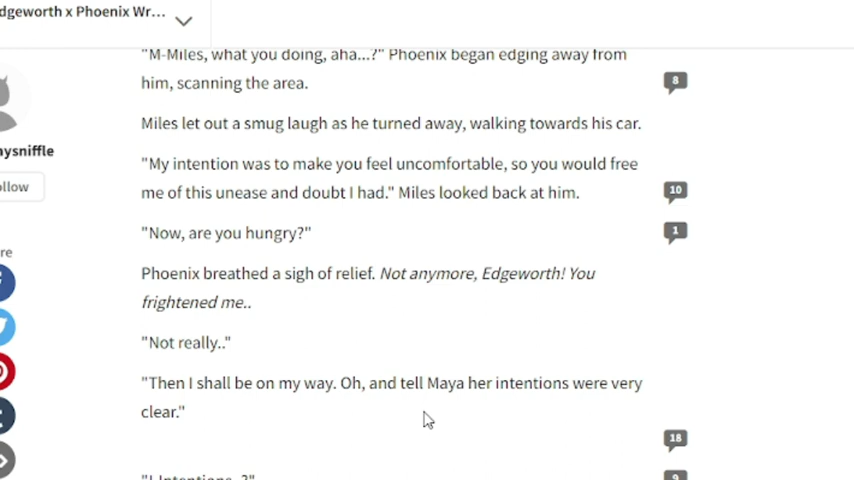 dgeworth x Phoenix Wr...
"M-Miles, what you doing, aha...?" Phoenix began edging away from
him, scanning the area.
8
Miles let out a smug laugh as he turned away, walking towards his car.
aysniffle
ollow
"My intention was to make you feel uncomfortable, so you would free
me of this unease and doubt I had." Miles looked back at him.
10
"Now, are you hungry?"
1
re
Phoenix breathed a sigh of relief. Not anymore, Edgeworth! You
frightened me..
"Not really.."
"Then I shall be on my way. Oh, and tell Maya her intentions were very
clear."
18
"I-Intentions..?"
9